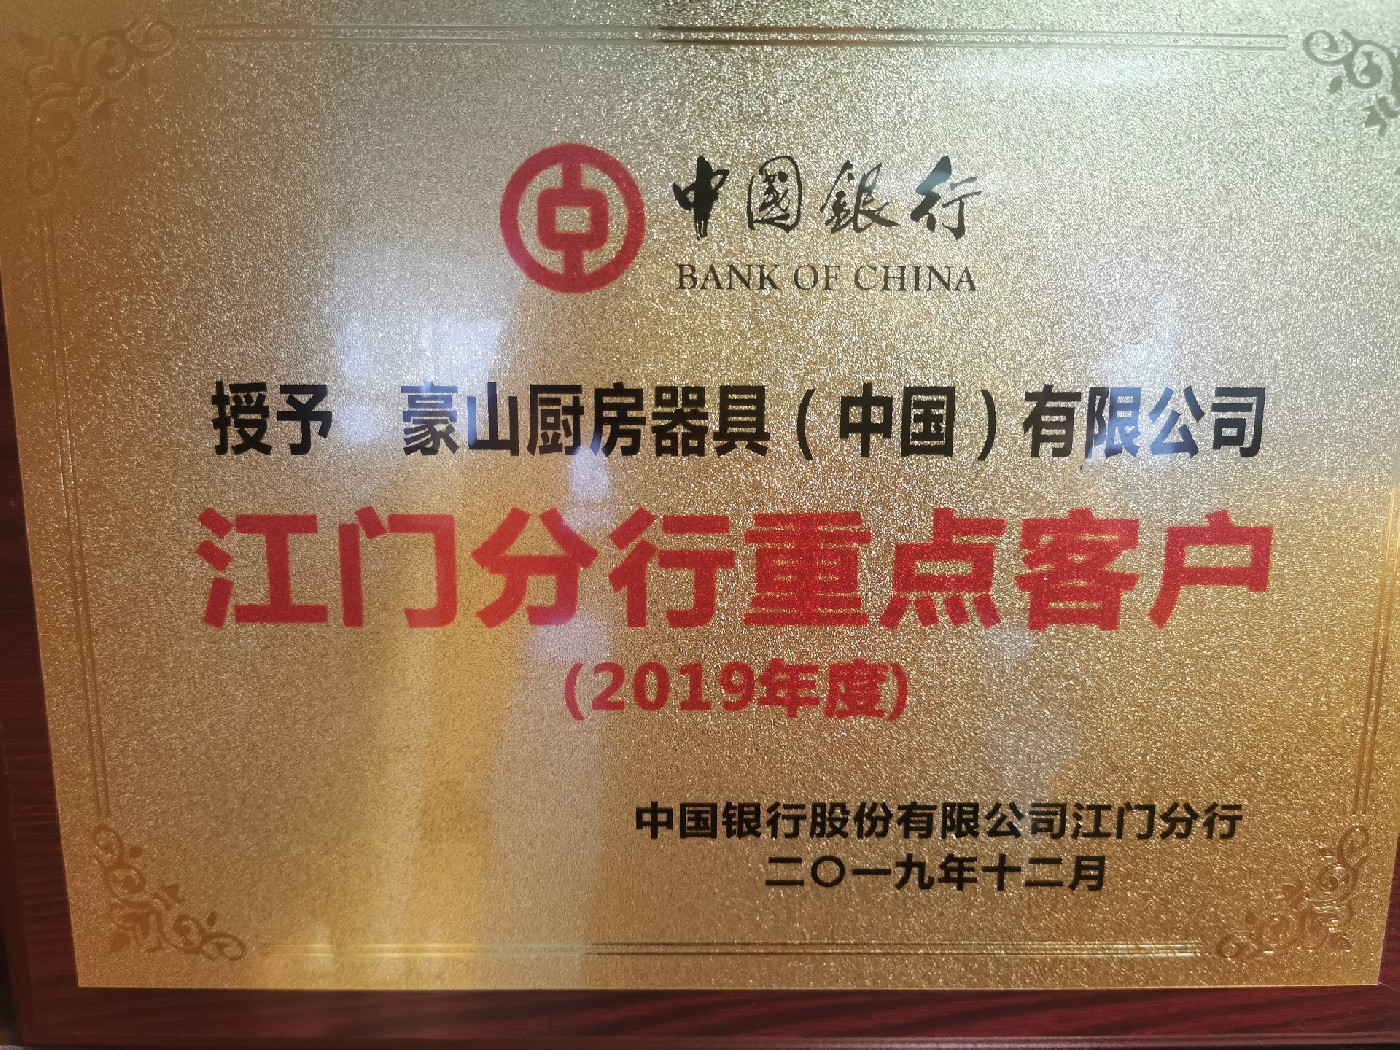 中国銀行
BANK OF CHINA
授予 豪山厨房器具（中国）有限公司
江门分行重点客户
(2019年度)
中国银行股份有限公司江门分行
二〇一九年十二月